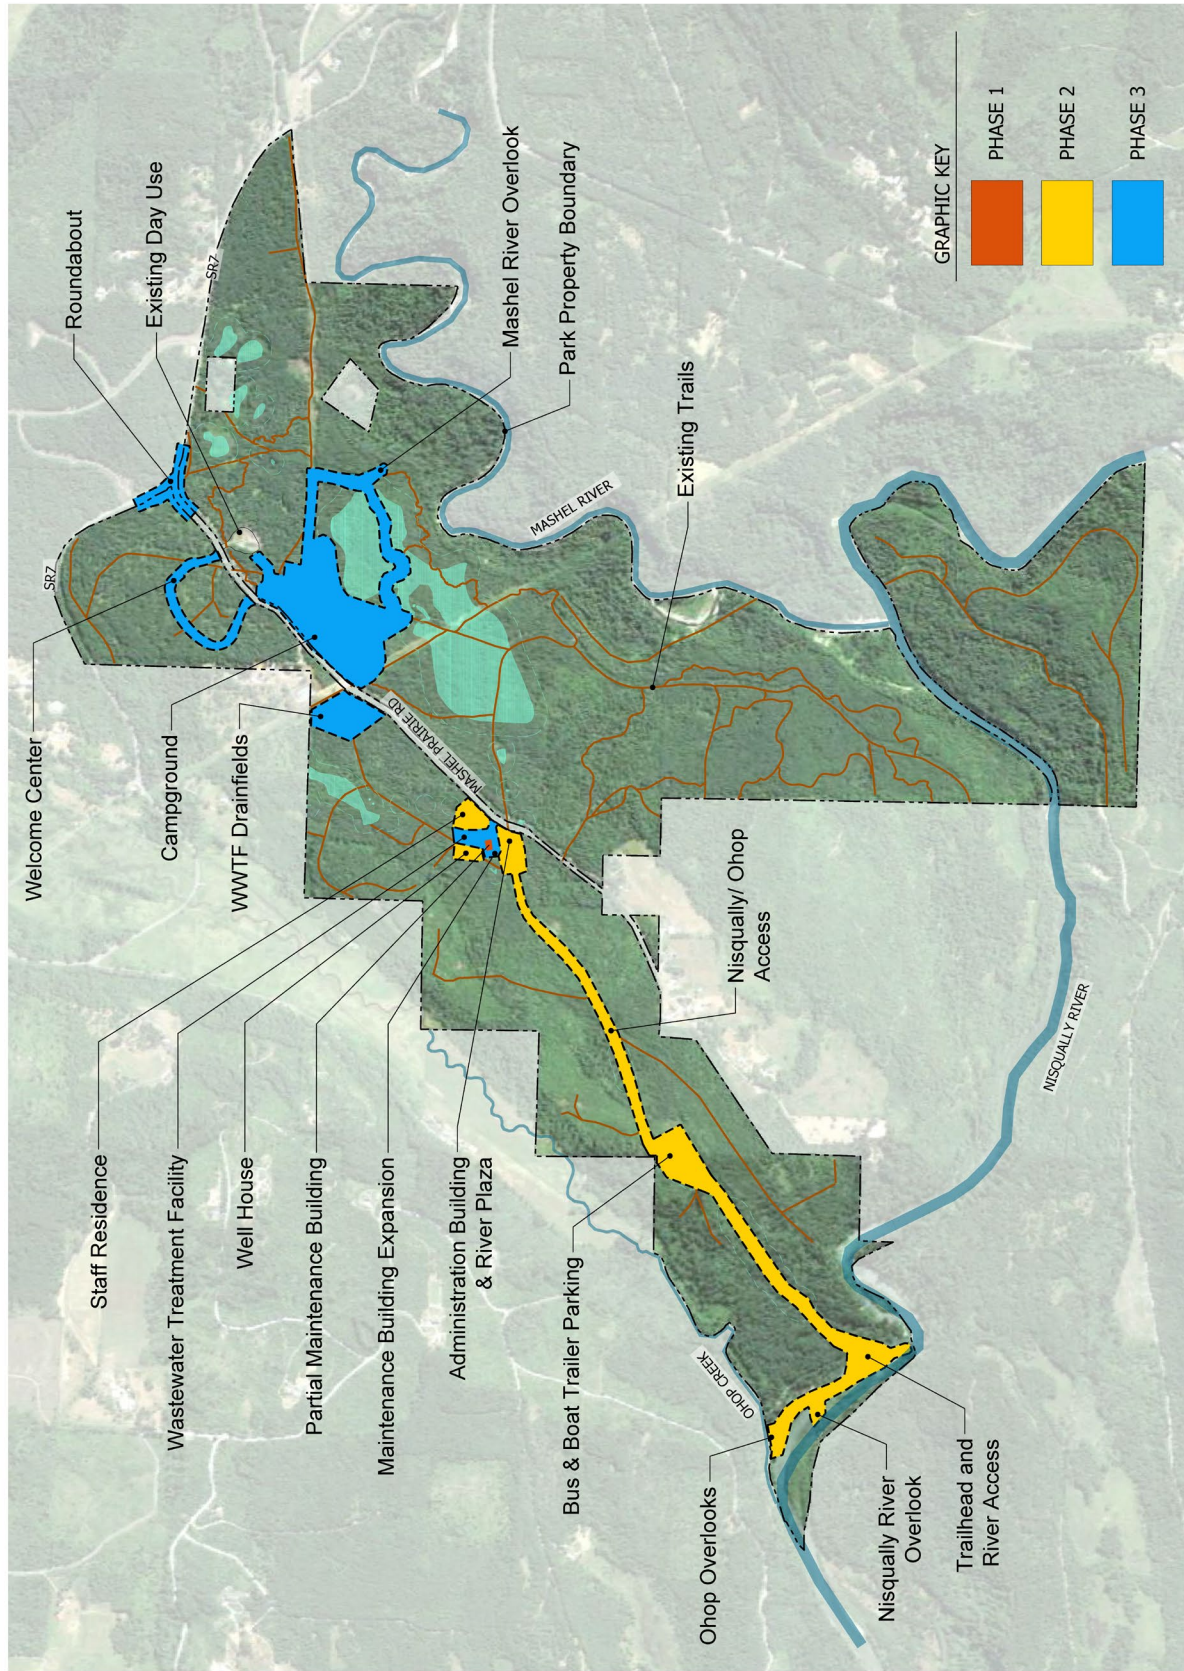 Roundabout
Existing Day Use
Mashel River Overlook
Park Property Boundary
Existing Trails
Welcome Center
Campground
WWTF Drainfields
Staff Residence
Wastewater Treatment Facility
Well House
Partial Maintenance Building
Maintenance Building Expansion
Administration Building
& River Plaza
Bus & Boat Trailer Parking
Nisqually/ Ohop
Access
Ohop Overlooks
Nisqually River
Overlook
Trailhead and
River Access
SR7
SR7
MASHEL PRAIRIE RD
MASHEL RIVER
NISQUALLY RIVER
OHOP CREEK
GRAPHIC KEY
PHASE 1
PHASE 2
PHASE 3